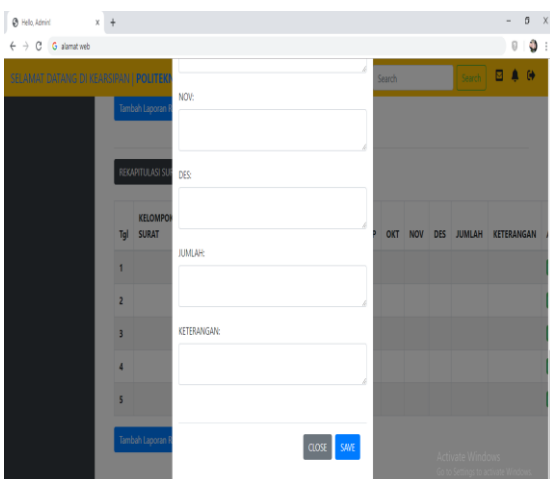 Hello, Admin!
alamat web
SELAMAT DATANG DI KEARSIPAN | POLITEKN
Search
Search
Tambah Laporan R
NOV:
REKAPITULASI SU
DES:
Tgl KELOMPOK SURAT OKT NOV DES JUMLAH KETERANGAN
JUMLAH:
1
2
KETERANGAN:
3
4
5
Tambah Laporan R
CLOSE SAVE
Activate Windows
Go to Settings to activate Windows.